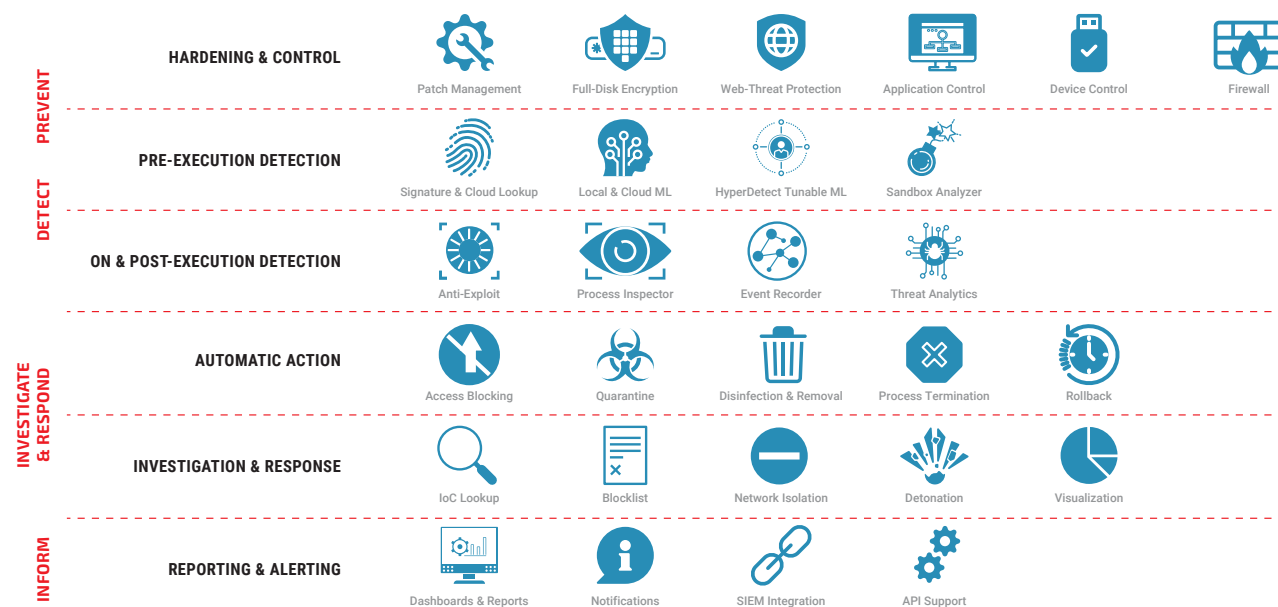 PREVENT
HARDENING & CONTROL
Patch Management
Full-Disk Encryption
Web-Threat Protection
Application Control
Device Control
Firewall
PRE-EXECUTION DETECTION
Signature & Cloud Lookup
Local & Cloud ML
HyperDetect Tunable ML
Sandbox Analyzer
DETECT
ON & POST-EXECUTION DETECTION
Anti-Exploit
Process Inspector
Event Recorder
Threat Analytics
INVESTIGATE
& RESPOND
AUTOMATIC ACTION
Access Blocking
Quarantine
Disinfection & Removal
Process Termination
Rollback
INVESTIGATION & RESPONSE
IoC Lookup
Blocklist
Network Isolation
Detonation
Visualization
INFORM
REPORTING & ALERTING
Dashboards & Reports
Notifications
SIEM Integration
API Support